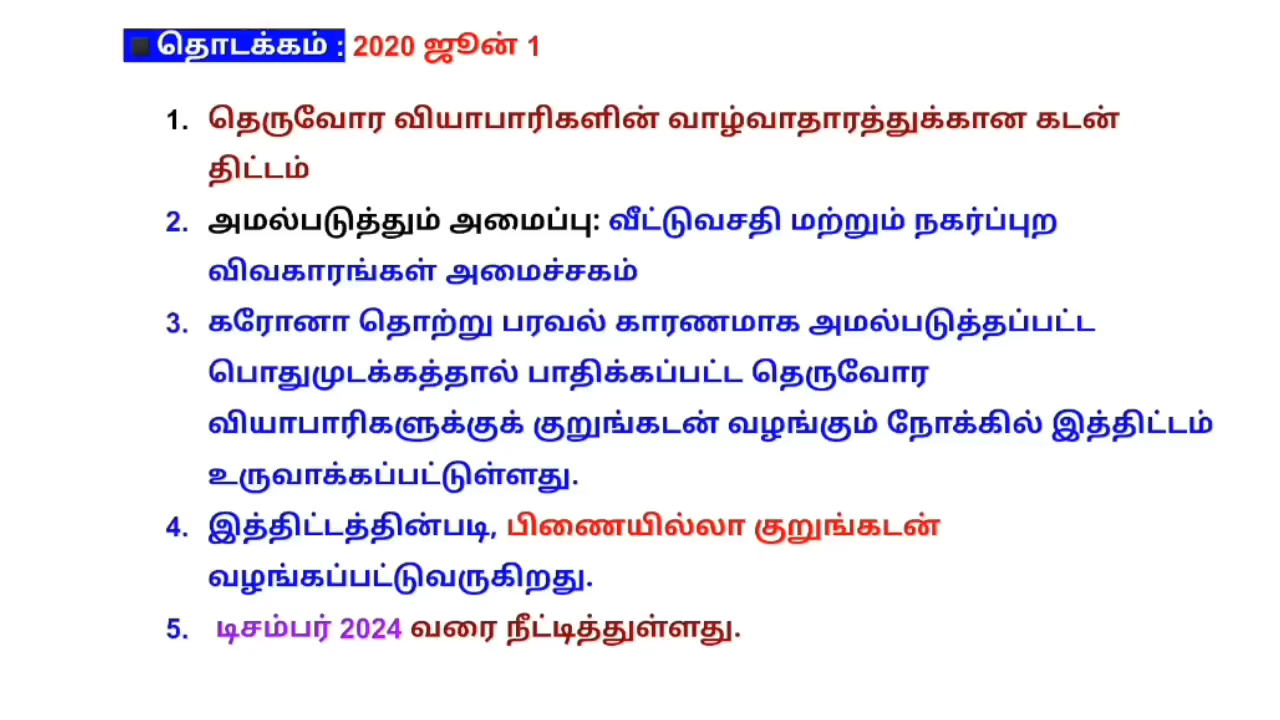 தொடக்கம் : 2020 ஜூன் 1
1. தெருவோர வியாபாரிகளின் வாழ்வாதாரத்துக்கான கடன்
திட்டம்
2. அமல்படுத்தும் அமைப்பு: வீட்டுவசதி மற்றும் நகர்ப்புற
விவகாரங்கள் அமைச்சகம்
3. கரோனா தொற்று பரவல் காரணமாக அமல்படுத்தப்பட்ட
பொதுமுடக்கத்தால் பாதிக்கப்பட்ட தெருவோர
வியாபாரிகளுக்குக் குறுங்கடன் வழங்கும் நோக்கில் இத்திட்டம்
உருவாக்கப்பட்டுள்ளது.
4. இத்திட்டத்தின்படி, பிணையில்லா குறுங்கடன்
வழங்கப்பட்டுவருகிறது.
5. டிசம்பர் 2024 வரை நீட்டித்துள்ளது.